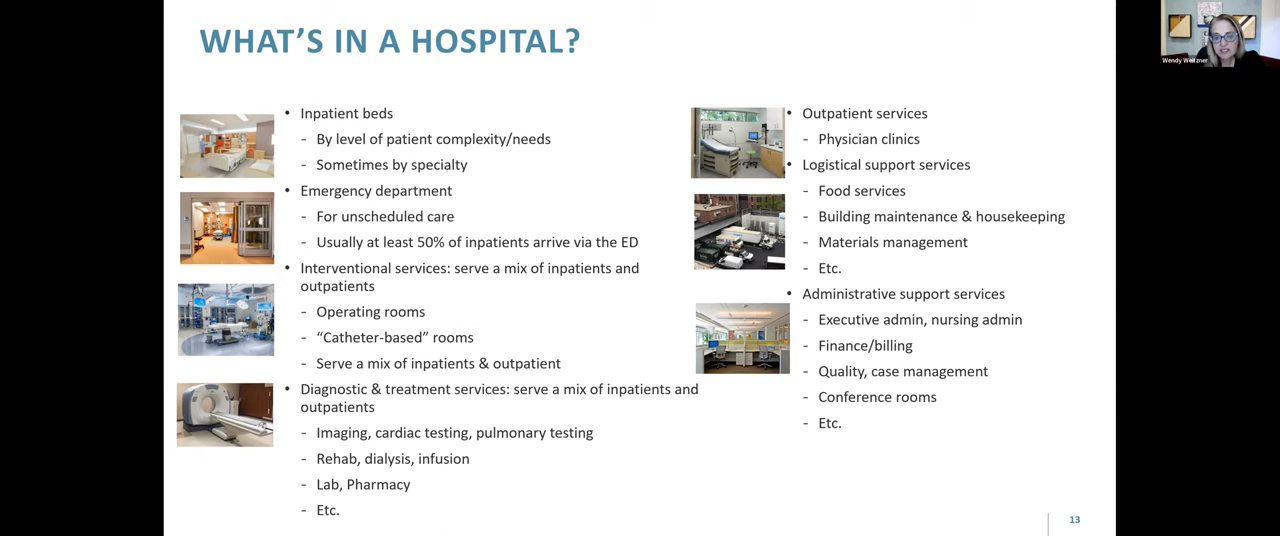 WHAT'S IN A HOSPITAL?
• Inpatient beds
- By level of patient complexity/needs
- Sometimes by specialty
• Emergency department
- For unscheduled care
- Usually at least 50% of inpatients arrive via the ED
• Interventional services: serve a mix of inpatients and
outpatients
- Operating rooms
- “Catheter-based” rooms
- Serve a mix of inpatients & outpatient
• Diagnostic & treatment services: serve a mix of inpatients and
outpatients
- Imaging, cardiac testing, pulmonary testing
- Rehab, dialysis, infusion
- Lab, Pharmacy
- Etc.
• Outpatient services
- Physician clinics
• Logistical support services
- Food services
- Building maintenance & housekeeping
- Materials management
- Etc.
• Administrative support services
- Executive admin, nursing admin
- Finance/billing
- Quality, case management
- Conference rooms
- Etc.
13
Wendy Weitzner